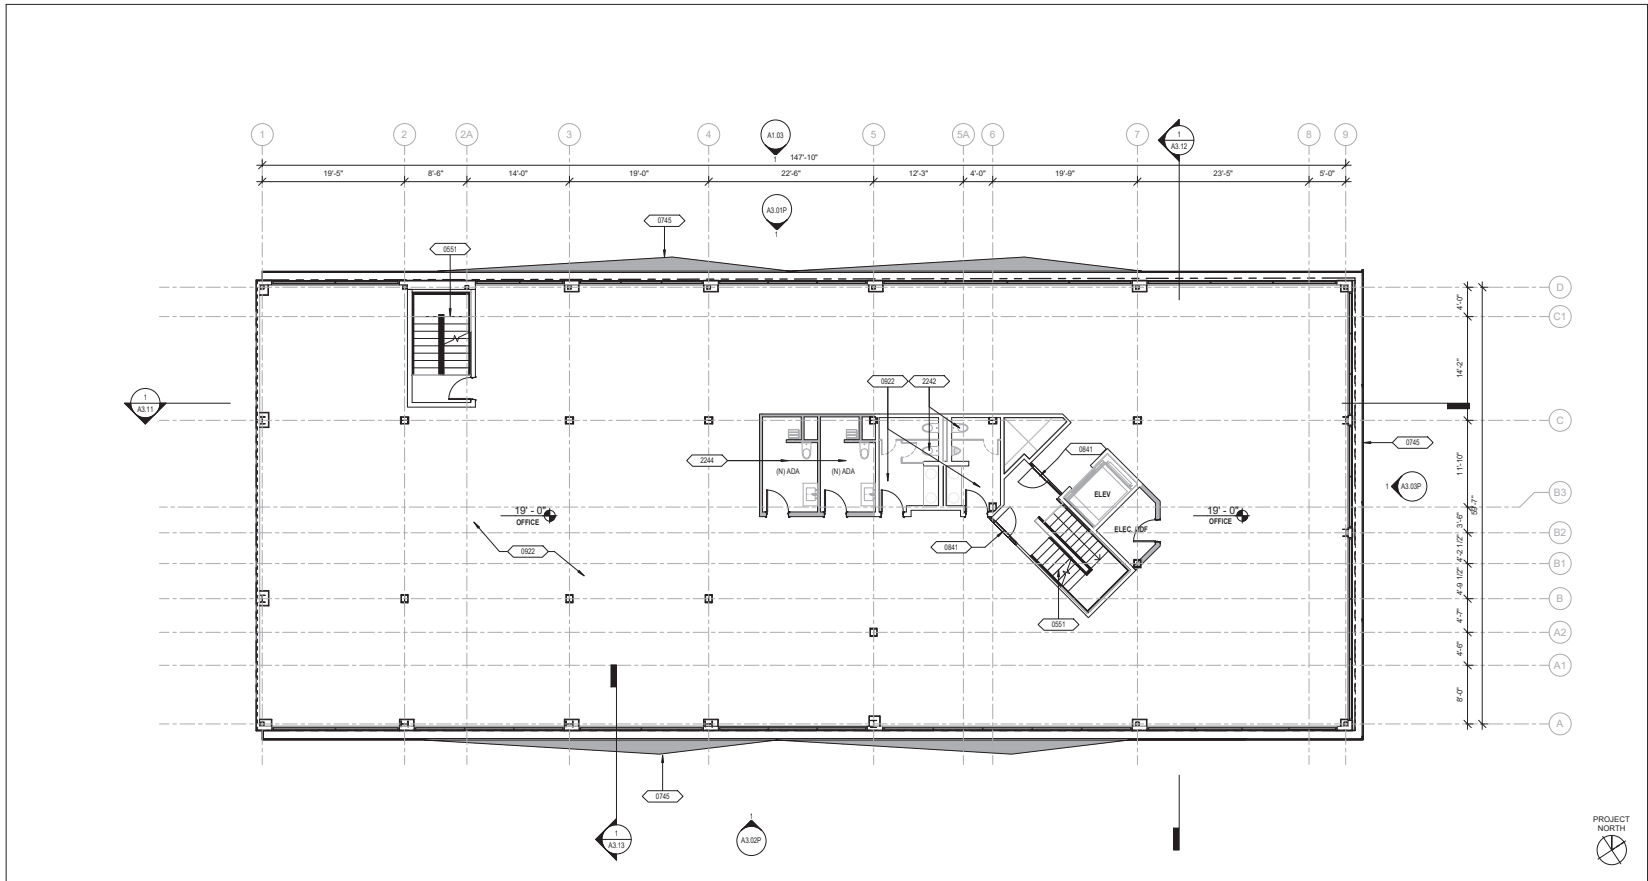 1 2 2A 3 4 A1.03 5 5A 6 7 1 8 9
A3.12
1
147'-10"
19'-5" 8'-6" 14'-0" 19'-0" 22'-6" 12'-3" 4'-0" 19'-9" 23'-5" 5'-0"
A3.01P
1
0745
0551
D
4'-0"
C1
14'-2"
0922 2242
1
A3.11
C
0745
0841
2244
(N) ADA (N) ADA
11'-10"
1 A3.03P
ELEV
B3
59'-7"
19' - 0"
OFFICE
19' - 0"
OFFICE
3'-6"
ELEC. /IDF
B2
0922
0841
4'-2 1/2"
B1
4'-9 1/2"
B
0551
4'-7"
A2
4'-6"
A1
8'-0"
A
0745
1
A3.13
1
A3.02P
PROJECT
NORTH